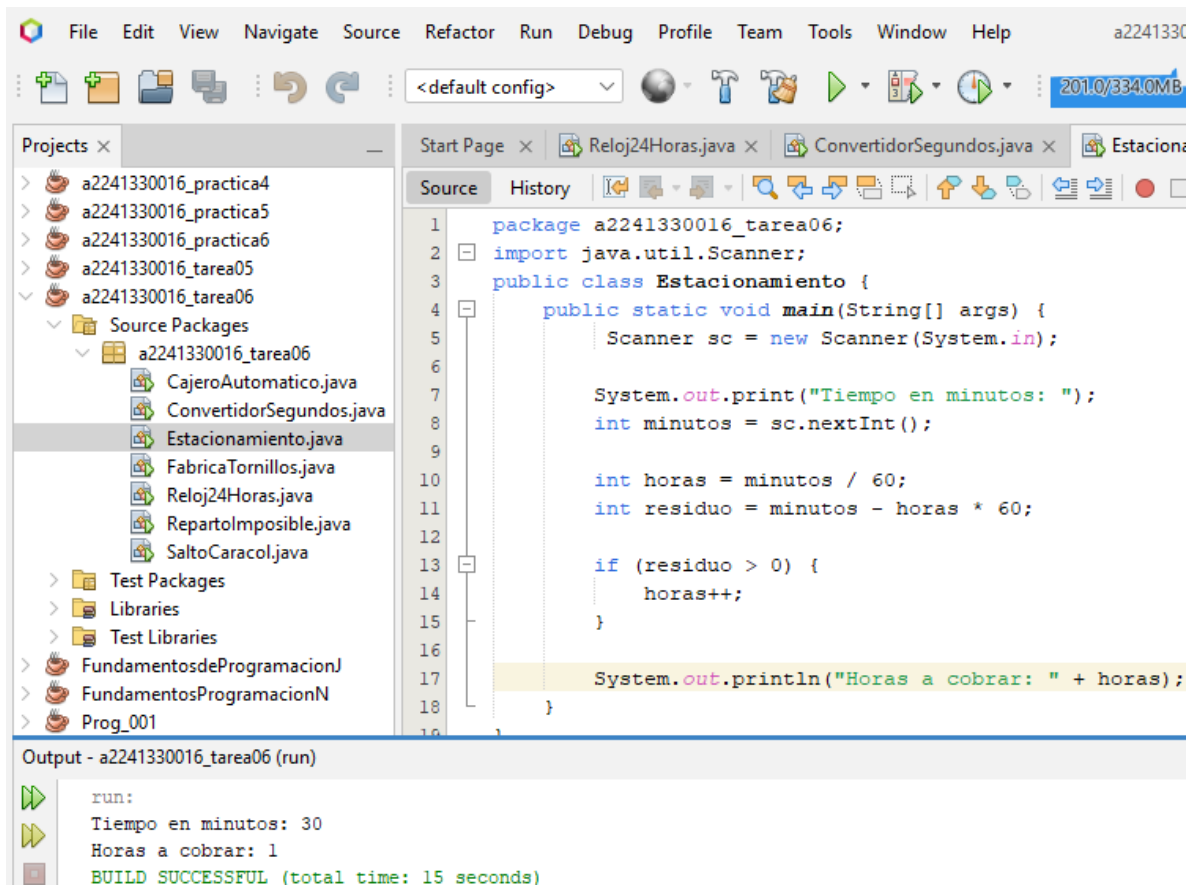 File Edit View Navigate Source Refactor Run Debug Profile Team Tools Window Help a2241330
<default config> 201.0/334.0MB
Projects
a2241330016_practica4
a2241330016_practica5
a2241330016_practica6
a2241330016_tarea05
a2241330016_tarea06
Source Packages
a2241330016_tarea06
CajeroAutomatico.java
ConvertidorSegundos.java
Estacionamiento.java
FabricaTornillos.java
Reloj24Horas.java
RepartoImposible.java
SaltoCaracol.java
Test Packages
Libraries
Test Libraries
FundamentosdeProgramacionJ
FundamentosProgramacionN
Prog_001
Start Page Reloj24Horas.java ConvertidorSegundos.java Estaciona
Source History
1 package a2241330016_tarea06;
2 import java.util.Scanner;
3 public class Estacionamiento {
4 public static void main(String[] args) {
5 Scanner sc = new Scanner(System.in);
6
7 System.out.print("Tiempo en minutos: ");
8 int minutos = sc.nextInt();
9
10 int horas = minutos / 60;
11 int residuo = minutos - horas * 60;
12
13 if (residuo > 0) {
14 horas++;
15 }
16
17 System.out.println("Horas a cobrar: " + horas);
18 }
19 }
Output - a2241330016_tarea06 (run)
run:
Tiempo en minutos: 30
Horas a cobrar: 1
BUILD SUCCESSFUL (total time: 15 seconds)